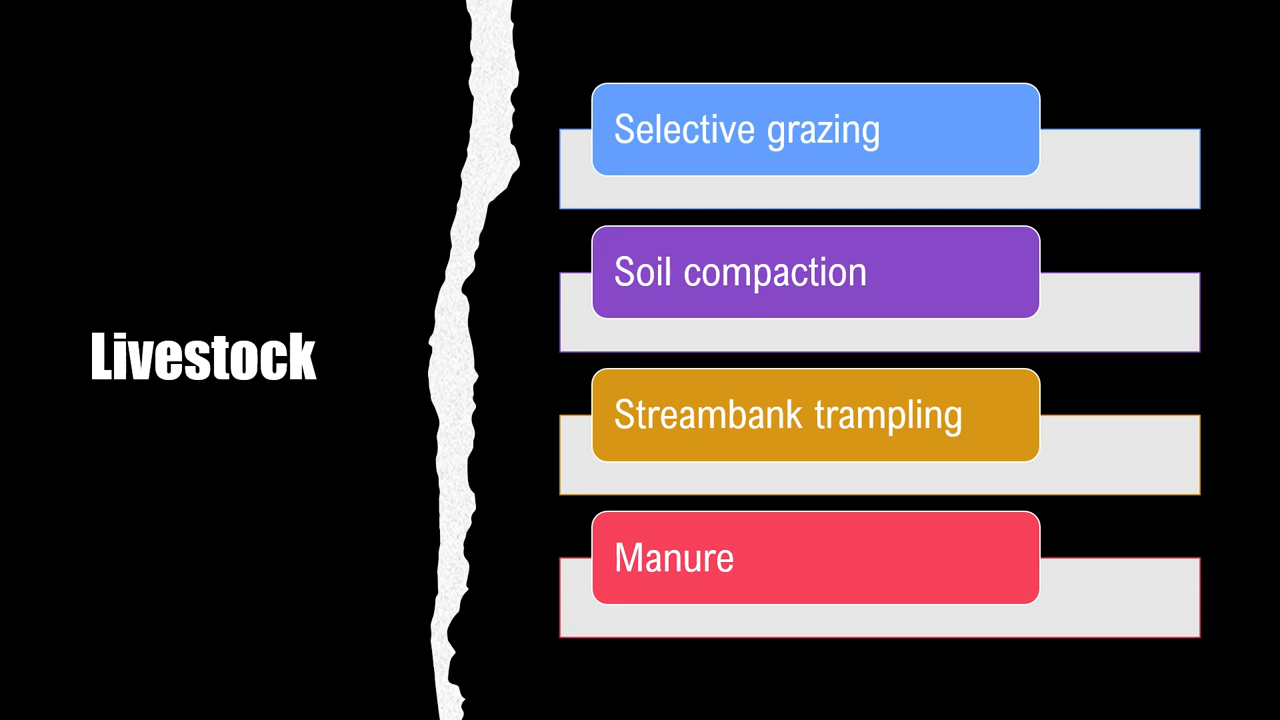 Livestock
Selective grazing
Soil compaction
Streambank trampling
Manure